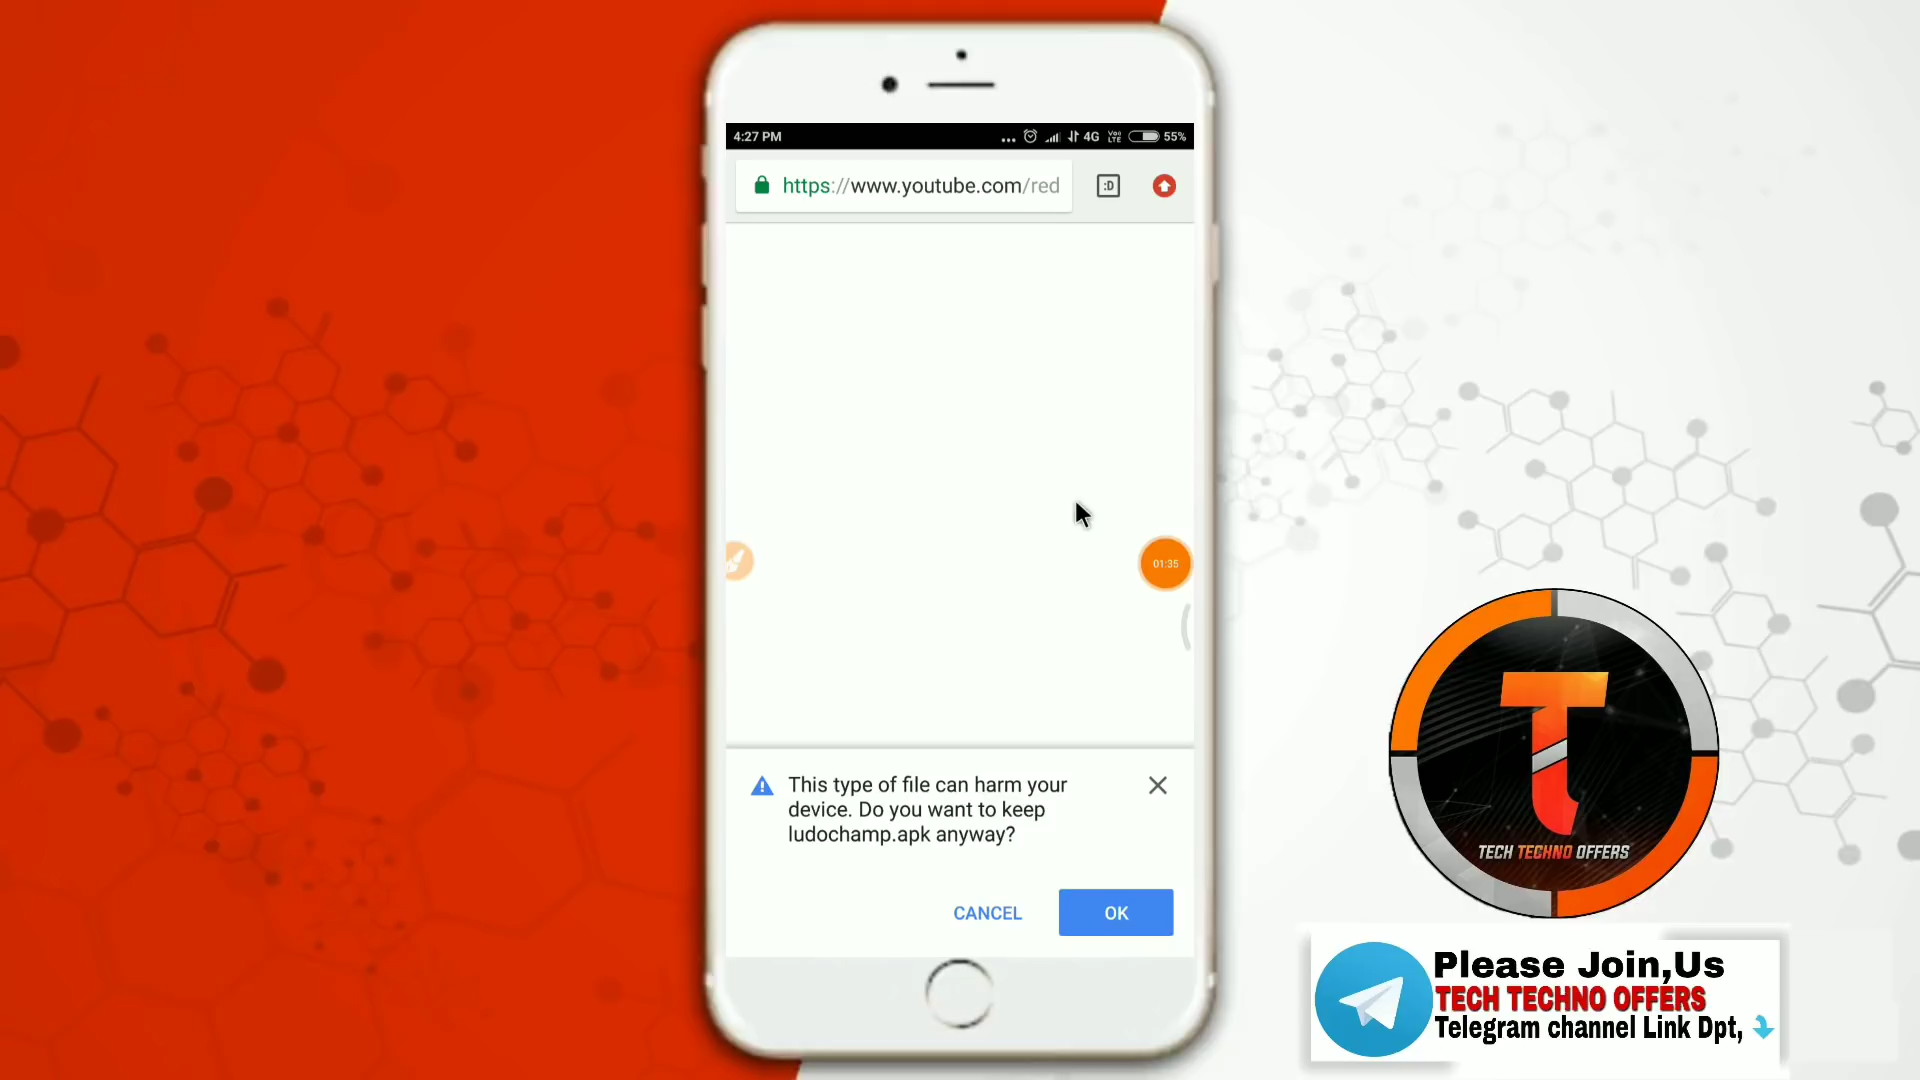 4:27 PM
... 4G Vo) LTE 55%
https://www.youtube.com/red
:D
01:35
This type of file can harm your
device. Do you want to keep
ludochamp.apk anyway?
CANCEL
OK
T
TECH TECHNO OFFERS
Please Join,Us
TECH TECHNO OFFERS
Telegram channel Link Dpt,